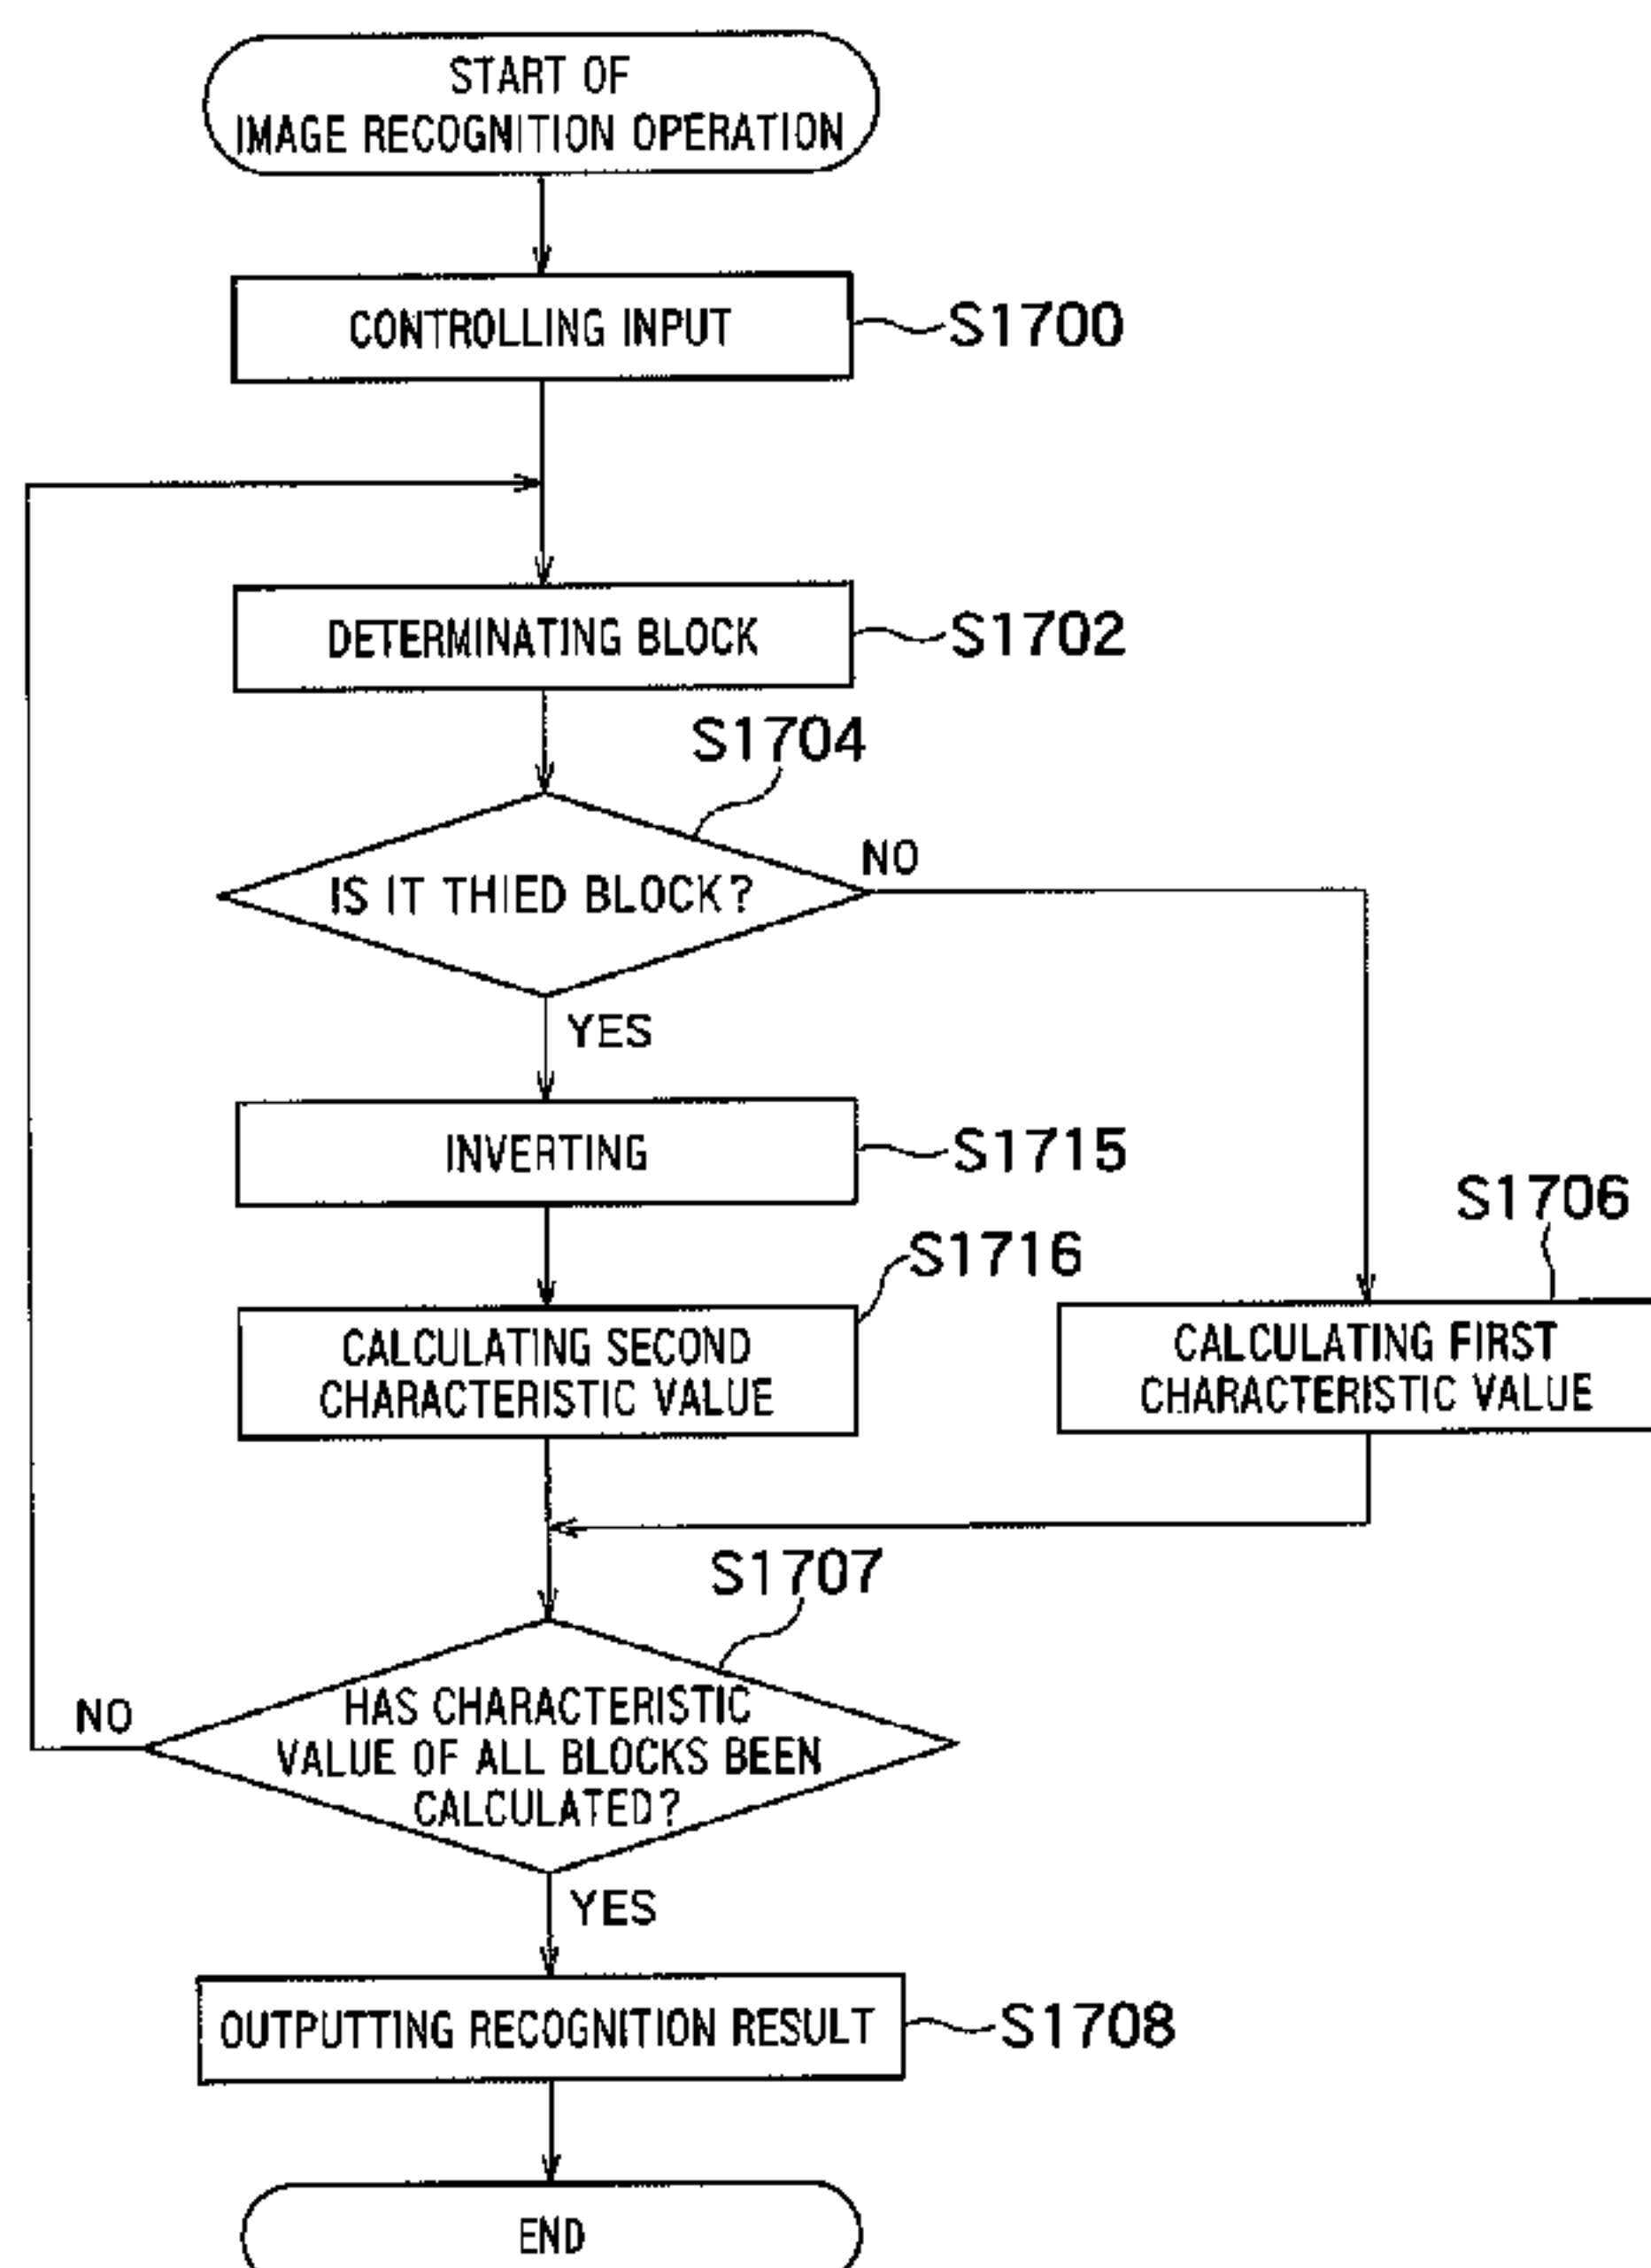 START OF
IMAGE RECOGNITION OPERATION
CONTROLLING INPUT
S1700
DETERMINATING BLOCK
S1702
S1704
IS IT THIED BLOCK?
NO
YES
INVERTING
S1715
S1716
CALCULATING SECOND
CHARACTERISTIC VALUE
S1706
CALCULATING FIRST
CHARACTERISTIC VALUE
S1707
HAS CHARACTERISTIC
VALUE OF ALL BLOCKS BEEN
CALCULATED?
NO
YES
OUTPUTTING RECOGNITION RESULT
S1708
END